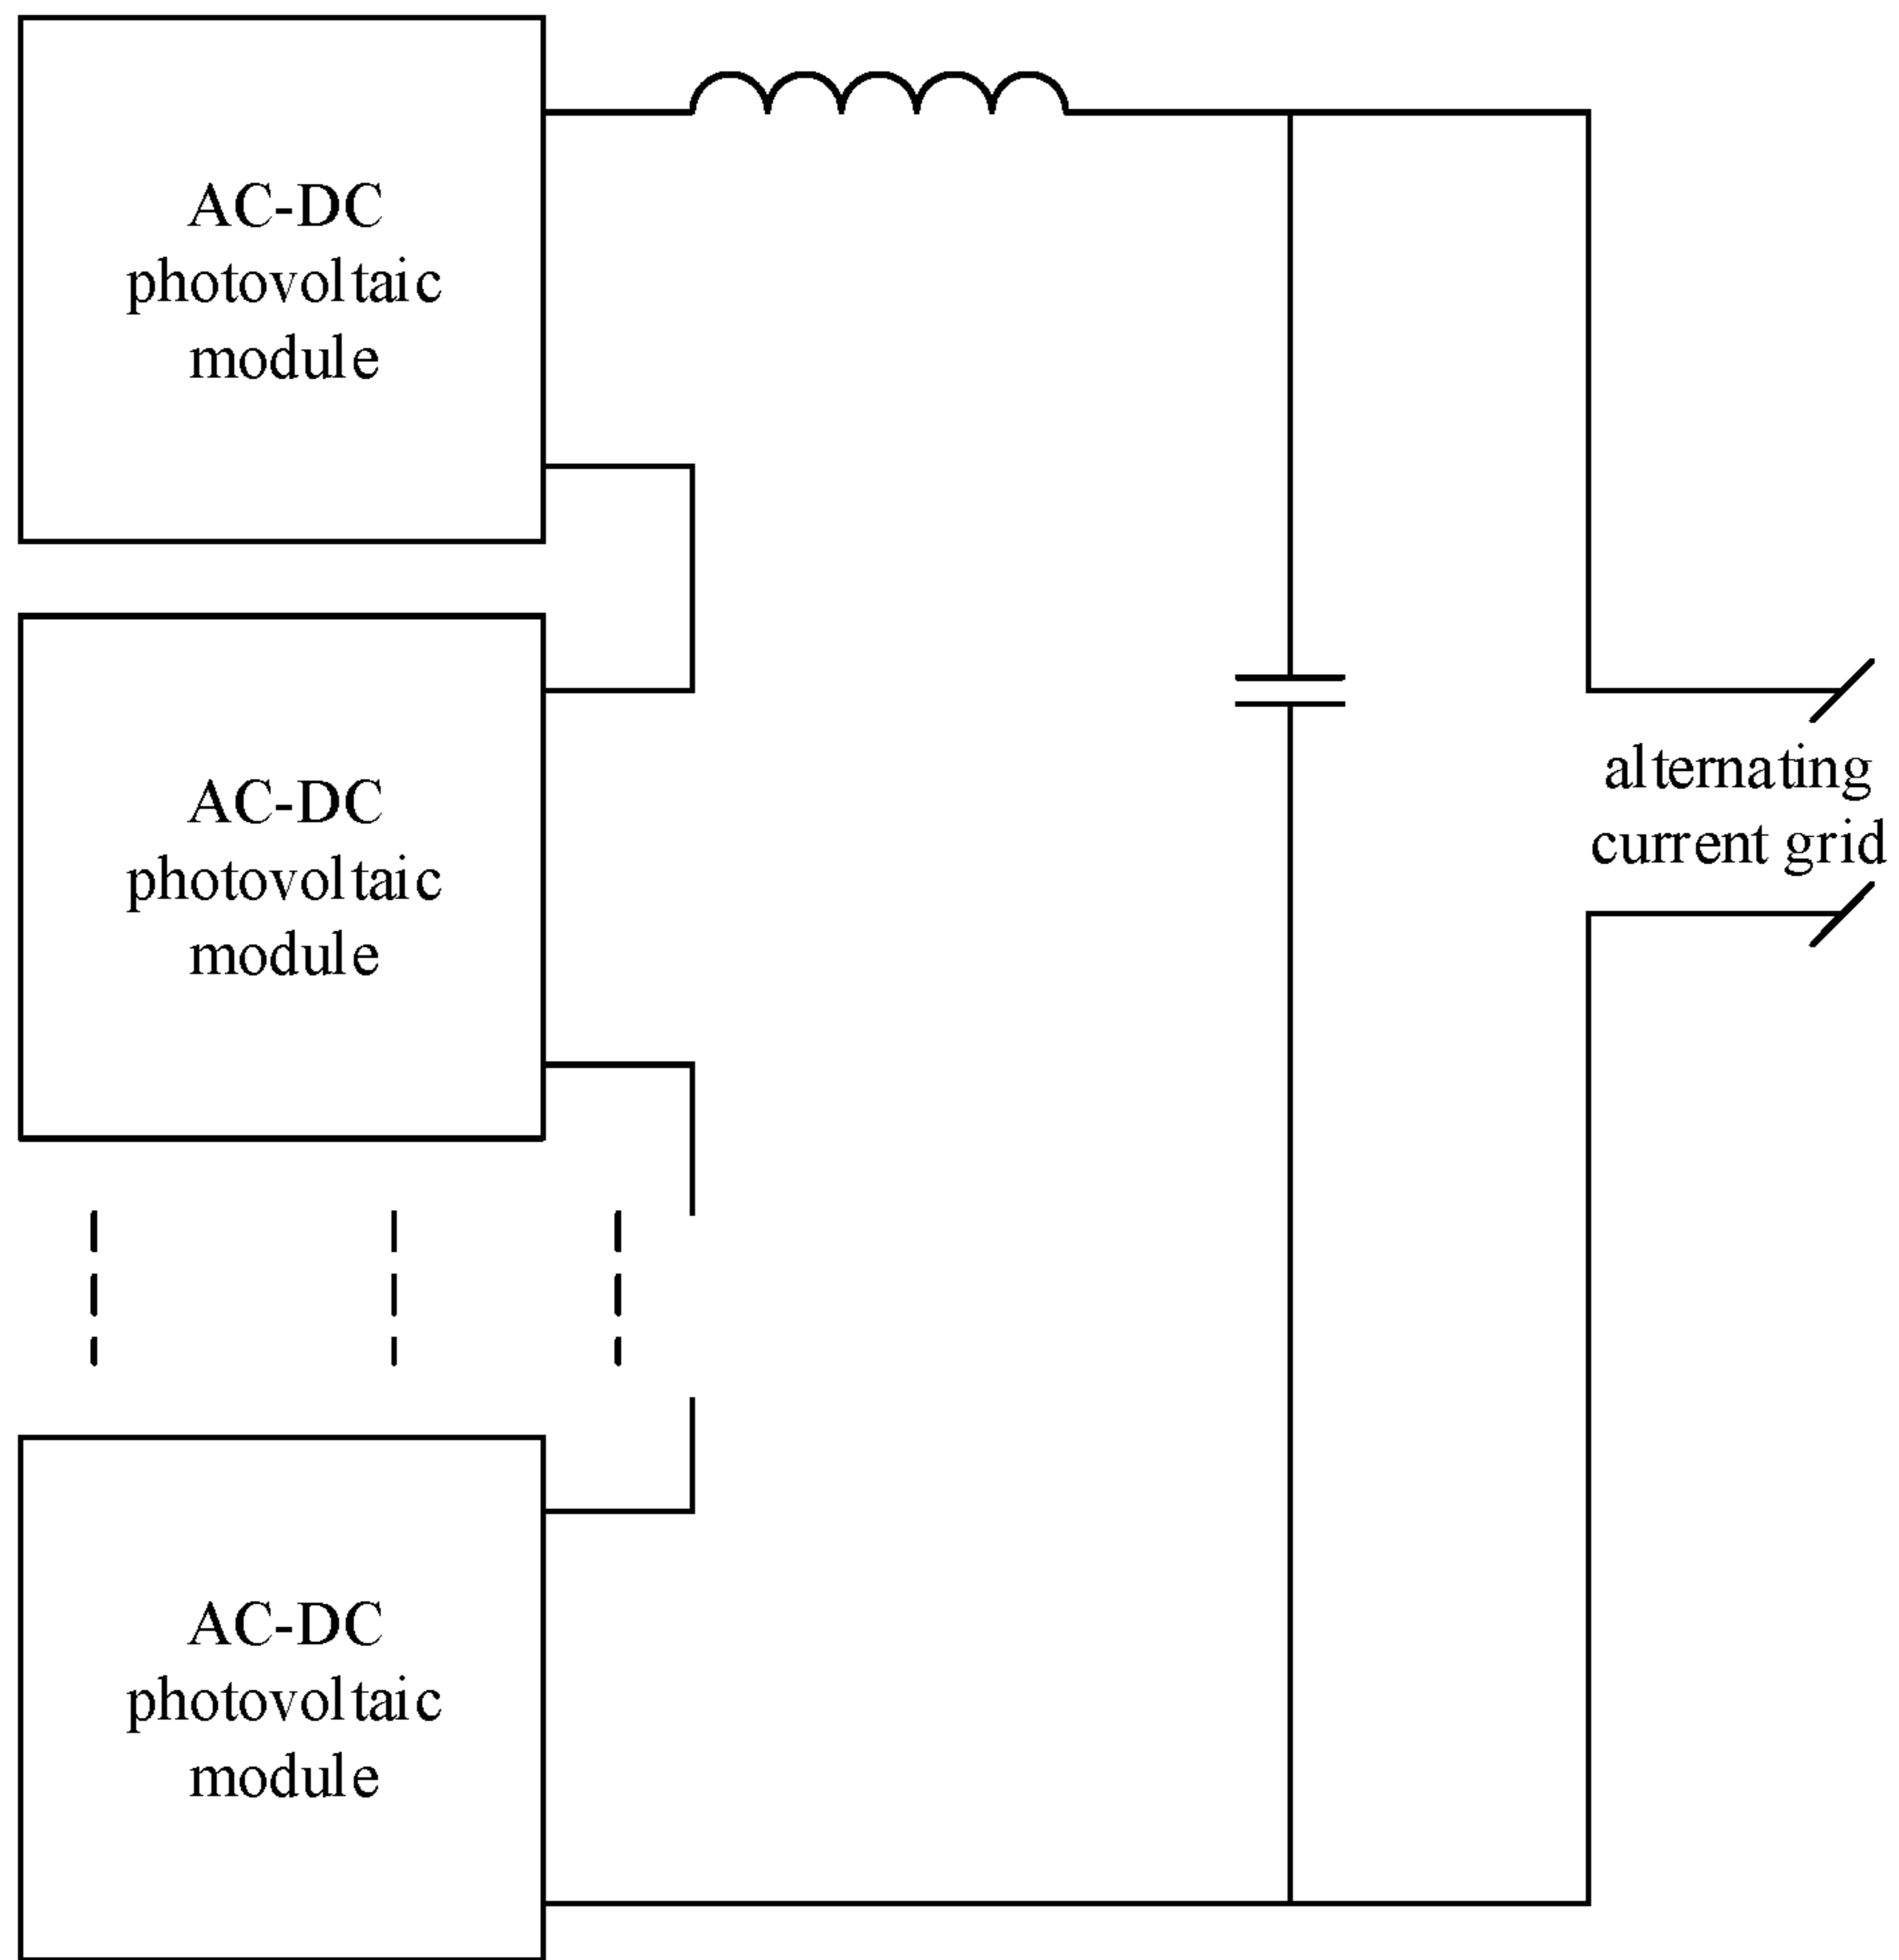 AC-DC
photovoltaic
module
AC-DC
photovoltaic
module
alternating
current grid
AC-DC
photovoltaic
module